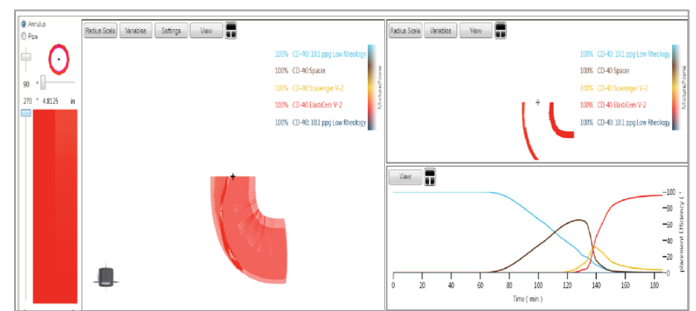 Annulus
Pipe
90 °
270 ° 4.8125 in
Radius Scale Variables Settings View
100% CD-40: 10.1 ppg Low Rheology
100% CD-40 Spacer
100% CD-40 Scavenger V-2
100% CD-40 ElastiCem V-2
100% CD-40: 10.1 ppg Low Rheology
Radius Scale Variables View
100% CD-40: 10.1 ppg Low Rheology
100% CD-40 Spacer
100% CD-40 Scavenger V-2
100% CD-40 ElastiCem V-2
100% CD-40: 10.1 ppg Low Rheology
View
100
80
60
40
20
0
placement Efficiency (
0 20 40 60 80 100 120 140 160 180
Time ( min )